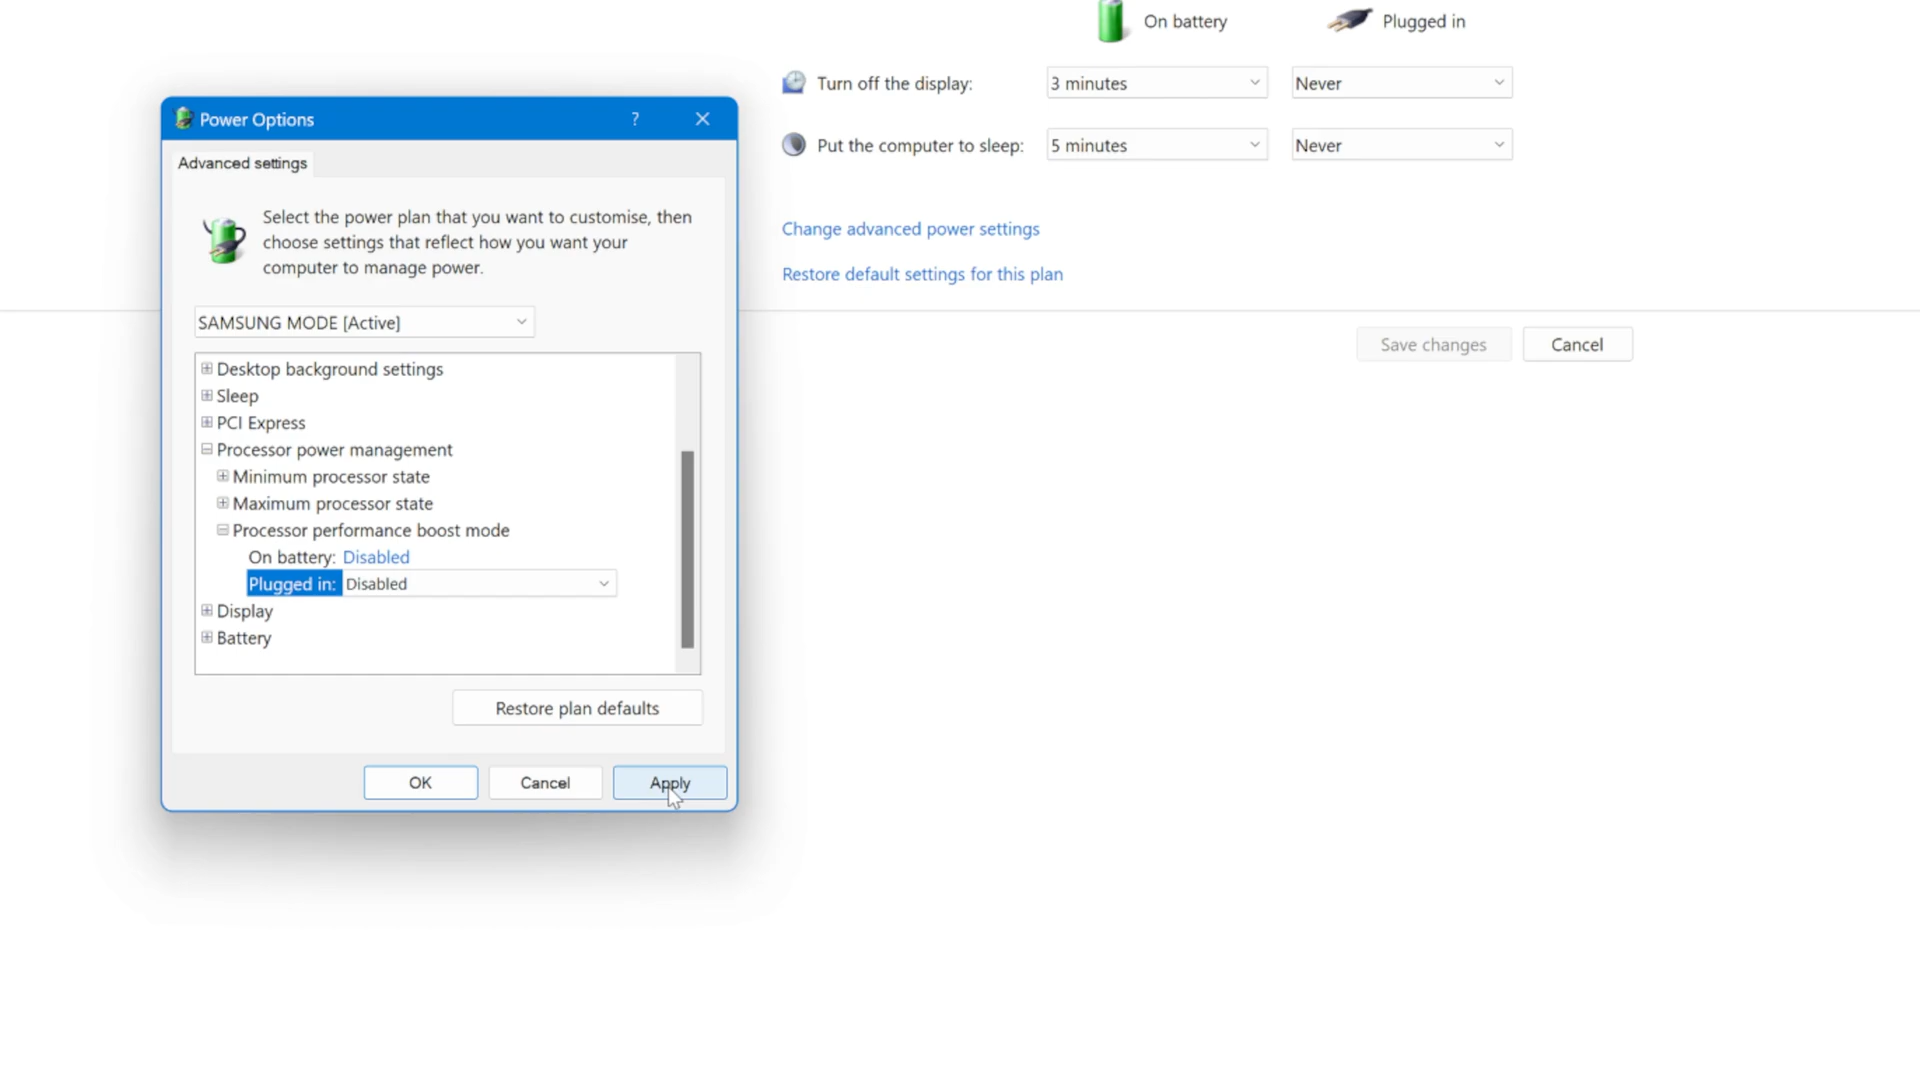 On battery
Plugged in
Turn off the display:
3 minutes
Never
Put the computer to sleep:
5 minutes
Never
Change advanced power settings
Restore default settings for this plan
Save changes
Cancel
Power Options
?
Advanced settings
Select the power plan that you want to customise, then
choose settings that reflect how you want your
computer to manage power.
SAMSUNG MODE [Active]
Desktop background settings
Sleep
PCI Express
Processor power management
Minimum processor state
Maximum processor state
Processor performance boost mode
On battery: Disabled
Plugged in: Disabled
Display
Battery
Restore plan defaults
OK
Cancel
Apply